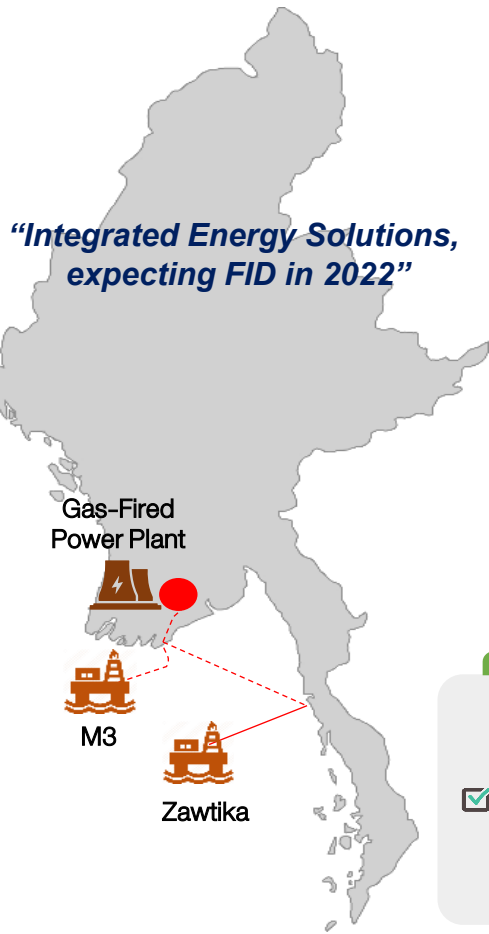 “Integrated Energy Solutions,
expecting FID in 2022”
Gas-Fired
Power Plant
M3
Zawtika